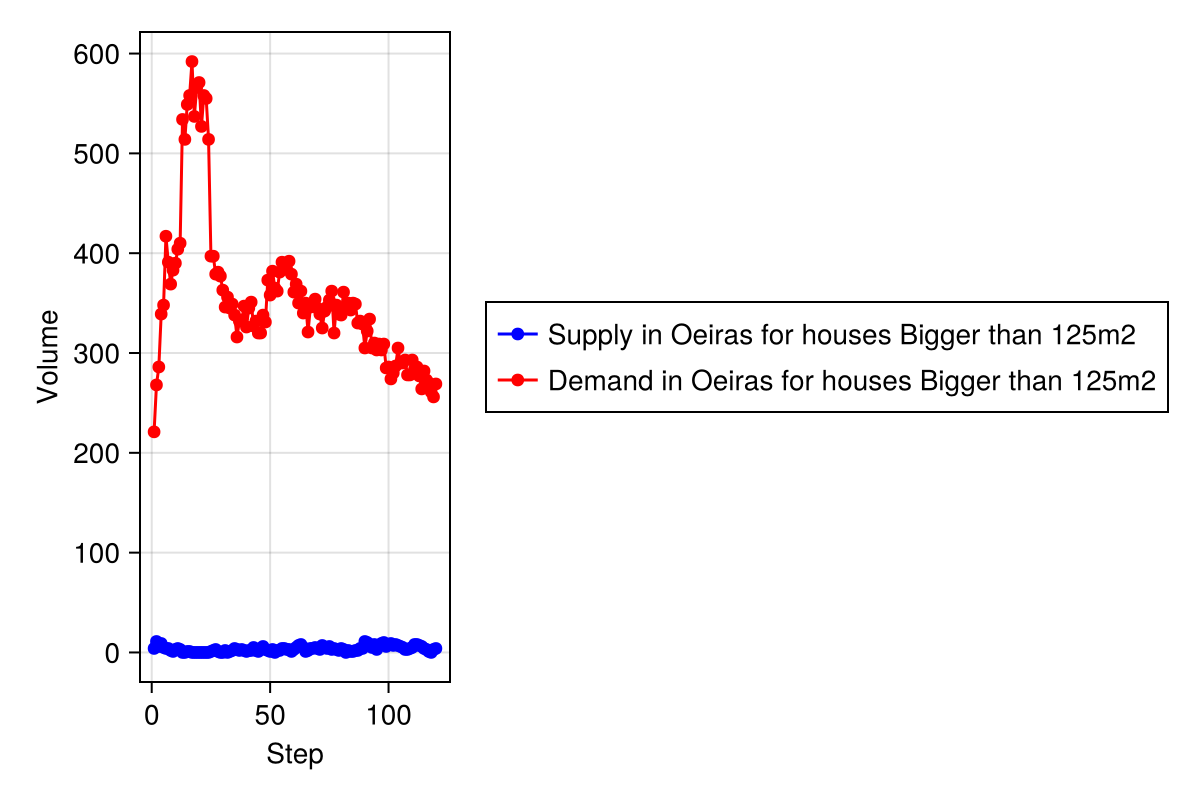 600
500
400
300
200
100
0
Volume
0 50 100
Step
Supply in Oeiras for houses Bigger than 125m2
Demand in Oeiras for houses Bigger than 125m2